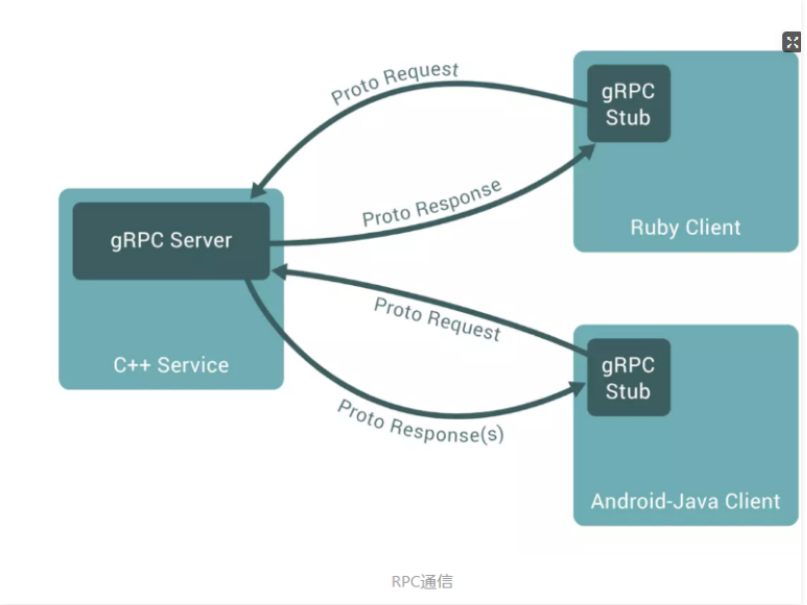 Proto Request
gRPC
Stub
Proto Response
Ruby Client
gRPC Server
C++ Service
Proto Request
gRPC
Stub
Proto Response(s)
Android-Java Client
RPC通信